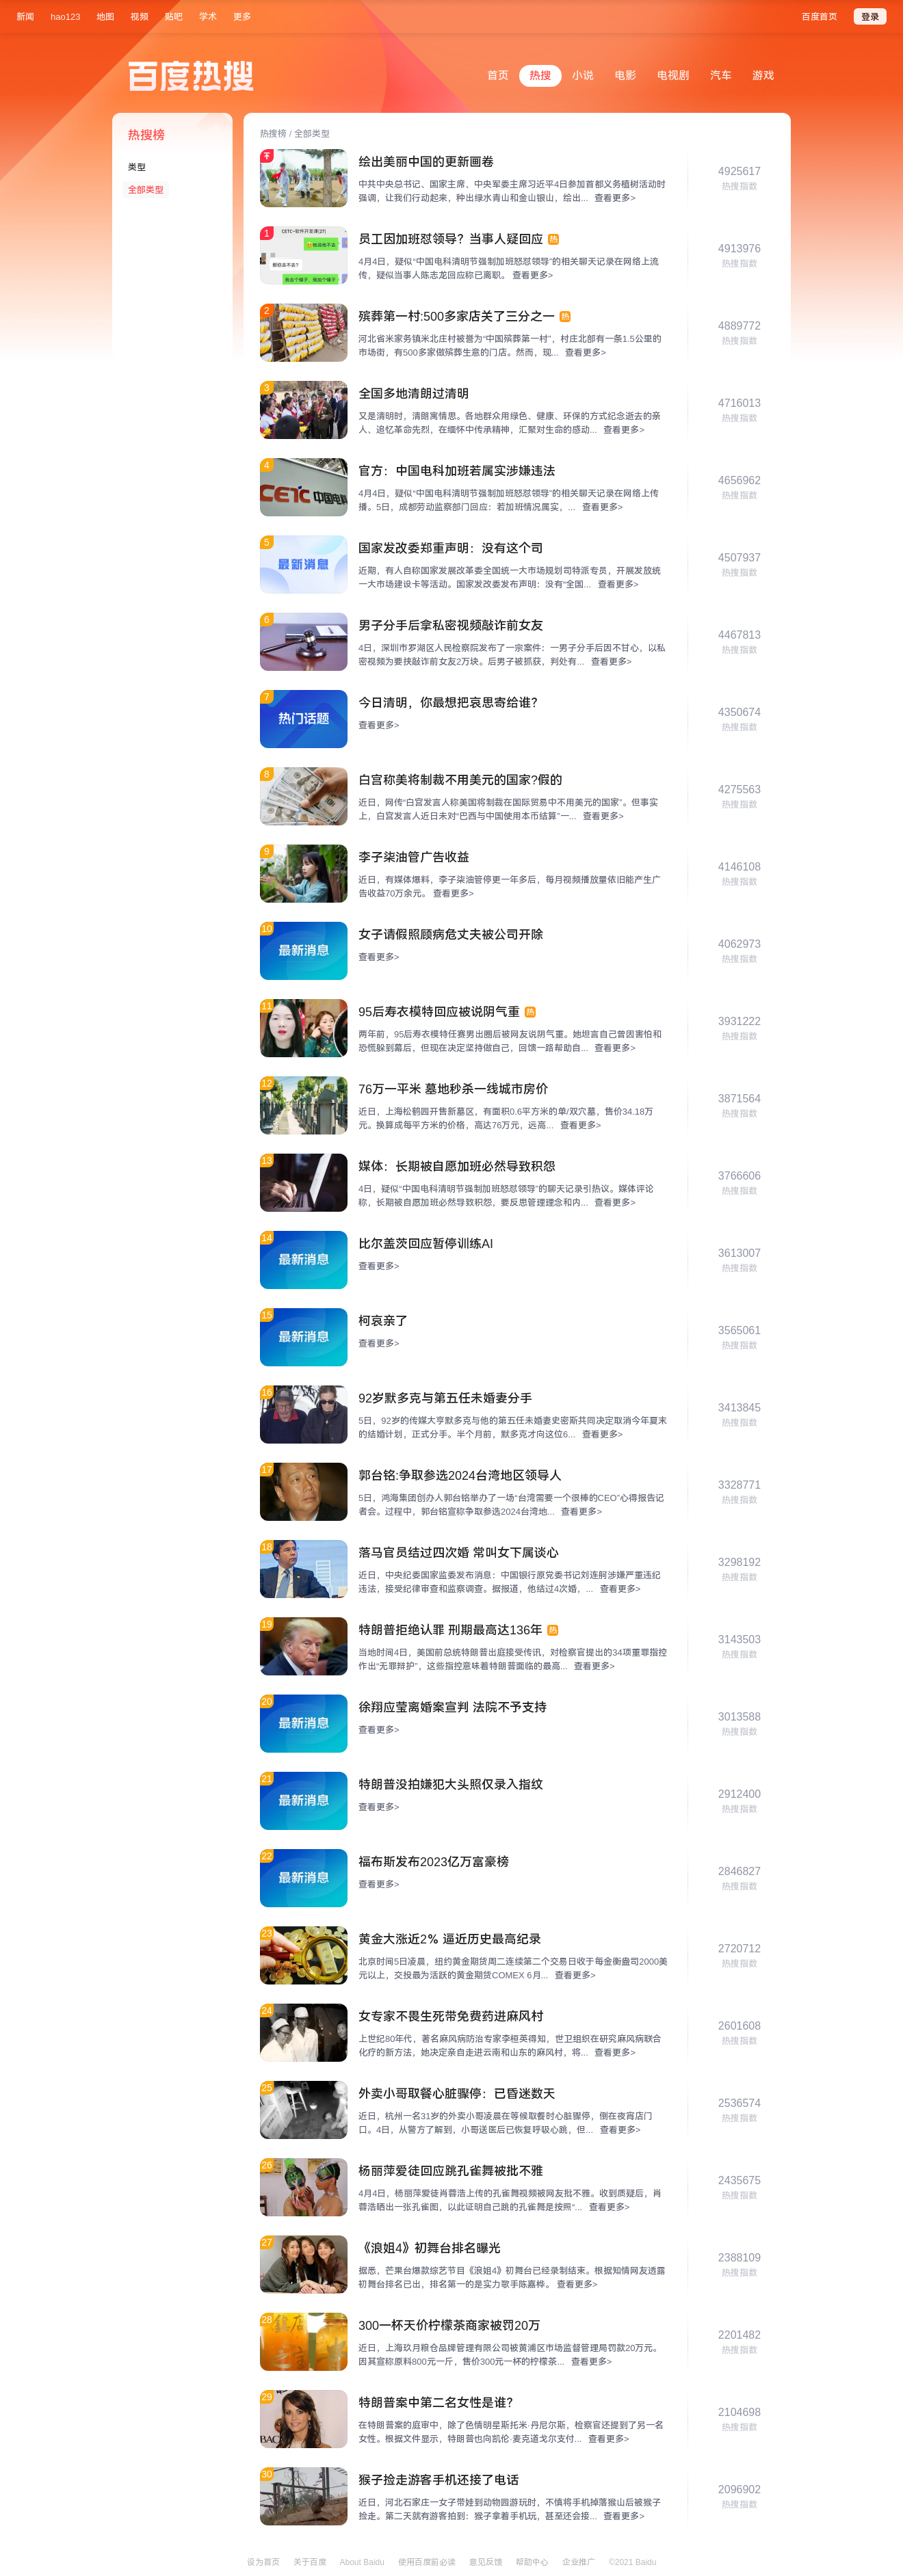 新闻 hao123 地图 视频 贴吧 学术 更多 百度首页 登录
百度热搜
首页 热搜 小说 电影 电视剧 汽车 游戏
热搜榜
类型
全部类型
热搜榜 / 全部类型
绘出美丽中国的更新画卷
中共中央总书记、国家主席、中央军委主席习近平4日参加首都义务植树活动时
强调，让我们行动起来，种出绿水青山和金山银山，绘出... 查看更多>
4925617
热搜指数
1
员工因加班怼领导？当事人疑回应 热
4月4日，疑似“中国电科清明节强制加班怒怼领导”的相关聊天记录在网络上流
传，疑似当事人陈志龙回应称已离职。 查看更多>
4913976
热搜指数
2
殡葬第一村:500多家店关了三分之一 热
河北省米家务镇米北庄村被誉为“中国殡葬第一村”，村庄北部有一条1.5公里的
市场街，有500多家做殡葬生意的门店。然而，现... 查看更多>
4889772
热搜指数
3
全国多地清朗过清明
又是清明时，清朗寓情思。各地群众用绿色、健康、环保的方式纪念逝去的亲
人、追忆革命先烈，在缅怀中传承精神，汇聚对生命的感动... 查看更多>
4716013
热搜指数
4
CETC 中国电科
官方：中国电科加班若属实涉嫌违法
4月4日，疑似“中国电科清明节强制加班怒怼领导”的相关聊天记录在网络上传
播。5日，成都劳动监察部门回应：若加班情况属实，... 查看更多>
4656962
热搜指数
5
最新消息
国家发改委郑重声明：没有这个司
近期，有人自称国家发展改革委全国统一大市场规划司特派专员，开展发放统
一大市场建设卡等活动。国家发改委发布声明：没有“全国... 查看更多>
4507937
热搜指数
6
男子分手后拿私密视频敲诈前女友
4日，深圳市罗湖区人民检察院发布了一宗案件：一男子分手后因不甘心，以私
密视频为要挟敲诈前女友2万块。后男子被抓获，判处有... 查看更多>
4467813
热搜指数
7
热门话题
今日清明，你最想把哀思寄给谁？
查看更多>
4350674
热搜指数
8
白宫称美将制裁不用美元的国家?假的
近日，网传“白宫发言人称美国将制裁在国际贸易中不用美元的国家”。但事实
上，白宫发言人近日未对“巴西与中国使用本币结算”一... 查看更多>
4275563
热搜指数
9
李子柒油管广告收益
近日，有媒体爆料，李子柒油管停更一年多后，每月视频播放量依旧能产生广
告收益70万余元。 查看更多>
4146108
热搜指数
10
最新消息
女子请假照顾病危丈夫被公司开除
查看更多>
4062973
热搜指数
11
95后寿衣模特回应被说阴气重 热
两年前，95后寿衣模特任赛男出圈后被网友说阴气重。她坦言自己曾因害怕和
恐慌躲到幕后，但现在决定坚持做自己，回馈一路帮助自... 查看更多>
3931222
热搜指数
12
76万一平米 墓地秒杀一线城市房价
近日，上海松鹤园开售新墓区，有面积0.6平方米的单/双穴墓，售价34.18万
元。换算成每平方米的价格，高达76万元，远高... 查看更多>
3871564
热搜指数
13
媒体：长期被自愿加班必然导致积怨
4日，疑似“中国电科清明节强制加班怒怼领导”的聊天记录引热议。媒体评论
称，长期被自愿加班必然导致积怨，要反思管理理念和内... 查看更多>
3766606
热搜指数
14
最新消息
比尔盖茨回应暂停训练AI
查看更多>
3613007
热搜指数
15
最新消息
柯哀亲了
查看更多>
3565061
热搜指数
16
92岁默多克与第五任未婚妻分手
5日，92岁的传媒大亨默多克与他的第五任未婚妻史密斯共同决定取消今年夏末
的结婚计划，正式分手。半个月前，默多克才向这位6... 查看更多>
3413845
热搜指数
17
郭台铭:争取参选2024台湾地区领导人
5日，鸿海集团创办人郭台铭举办了一场“台湾需要一个很棒的CEO”心得报告记
者会。过程中，郭台铭宣称争取参选2024台湾地... 查看更多>
3328771
热搜指数
18
落马官员结过四次婚 常叫女下属谈心
近日，中央纪委国家监委发布消息：中国银行原党委书记刘连舸涉嫌严重违纪
违法，接受纪律审查和监察调查。据报道，他结过4次婚，... 查看更多>
3298192
热搜指数
19
特朗普拒绝认罪 刑期最高达136年 热
当地时间4日，美国前总统特朗普出庭接受传讯，对检察官提出的34项重罪指控
作出“无罪辩护”，这些指控意味着特朗普面临的最高... 查看更多>
3143503
热搜指数
20
最新消息
徐翔应莹离婚案宣判 法院不予支持
查看更多>
3013588
热搜指数
21
最新消息
特朗普没拍嫌犯大头照仅录入指纹
查看更多>
2912400
热搜指数
22
最新消息
福布斯发布2023亿万富豪榜
查看更多>
2846827
热搜指数
23
黄金大涨近2% 逼近历史最高纪录
北京时间5日凌晨，纽约黄金期货周二连续第二个交易日收于每金衡盎司2000美
元以上，交投最为活跃的黄金期货COMEX 6月... 查看更多>
2720712
热搜指数
24
女专家不畏生死带免费药进麻风村
上世纪80年代，著名麻风病防治专家李桓英得知，世卫组织在研究麻风病联合
化疗的新方法，她决定亲自走进云南和山东的麻风村，将... 查看更多>
2601608
热搜指数
25
外卖小哥取餐心脏骤停：已昏迷数天
近日，杭州一名31岁的外卖小哥凌晨在等候取餐时心脏骤停，倒在夜宵店门
口。4日，从警方了解到，小哥送医后已恢复呼吸心跳，但... 查看更多>
2536574
热搜指数
26
杨丽萍爱徒回应跳孔雀舞被批不雅
4月4日，杨丽萍爱徒肖蓉浩上传的孔雀舞视频被网友批不雅。收到质疑后，肖
蓉浩晒出一张孔雀图，以此证明自己跳的孔雀舞是按照“... 查看更多>
2435675
热搜指数
27
《浪姐4》初舞台排名曝光
据悉，芒果台爆款综艺节目《浪姐4》初舞台已经录制结束。根据知情网友透露
初舞台排名已出，排名第一的是实力歌手陈嘉桦。 查看更多>
2388109
热搜指数
28
300一杯天价柠檬茶商家被罚20万
近日，上海玖月粮仓品牌管理有限公司被黄浦区市场监督管理局罚款20万元。
因其宣称原料800元一斤，售价300元一杯的柠檬茶... 查看更多>
2201482
热搜指数
29
特朗普案中第二名女性是谁？
在特朗普案的庭审中，除了色情明星斯托米·丹尼尔斯，检察官还提到了另一名
女性。根据文件显示，特朗普也向凯伦·麦克道戈尔支付... 查看更多>
2104698
热搜指数
30
猴子捡走游客手机还接了电话
近日，河北石家庄一女子带娃到动物园游玩时，不慎将手机掉落猴山后被猴子
捡走。第二天就有游客拍到：猴子拿着手机玩，甚至还会接... 查看更多>
2096902
热搜指数
设为首页 关于百度 About Baidu 使用百度前必读 意见反馈 帮助中心 企业推广 ©2021 Baidu